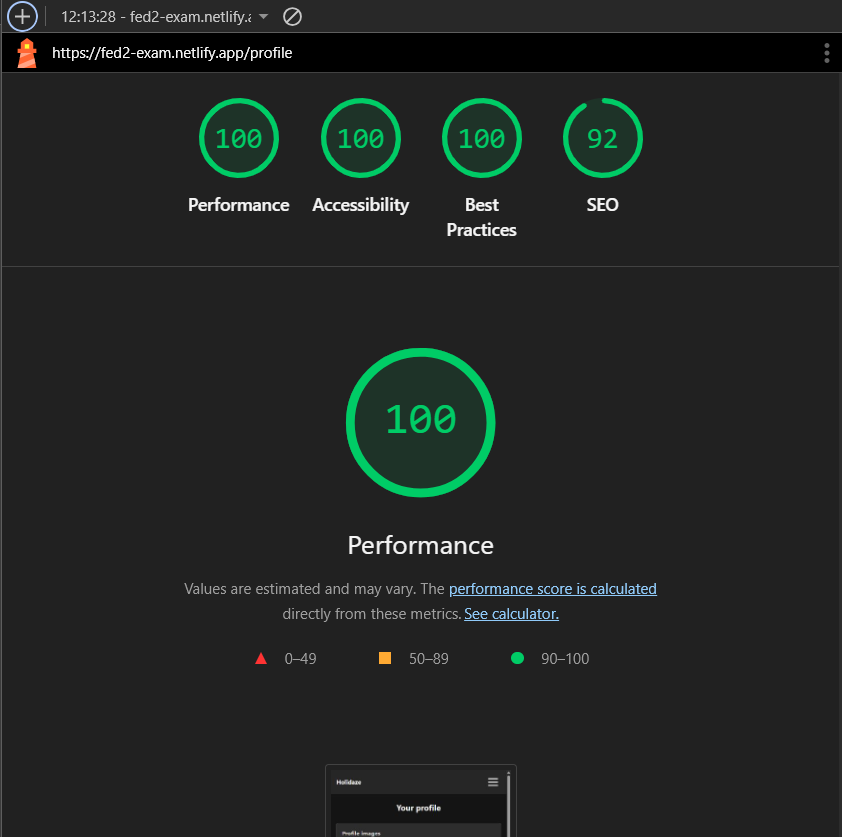 12:13:28 - fed2-exam.netlify.a
https://fed2-exam.netlify.app/profile
100
100
100
92
Performance
Accessibility
Best
Practices
SEO
100
Performance
Values are estimated and may vary. The performance score is calculated
directly from these metrics. See calculator.
0–49
50–89
90–100
Holidaze
Your profile
Profile images